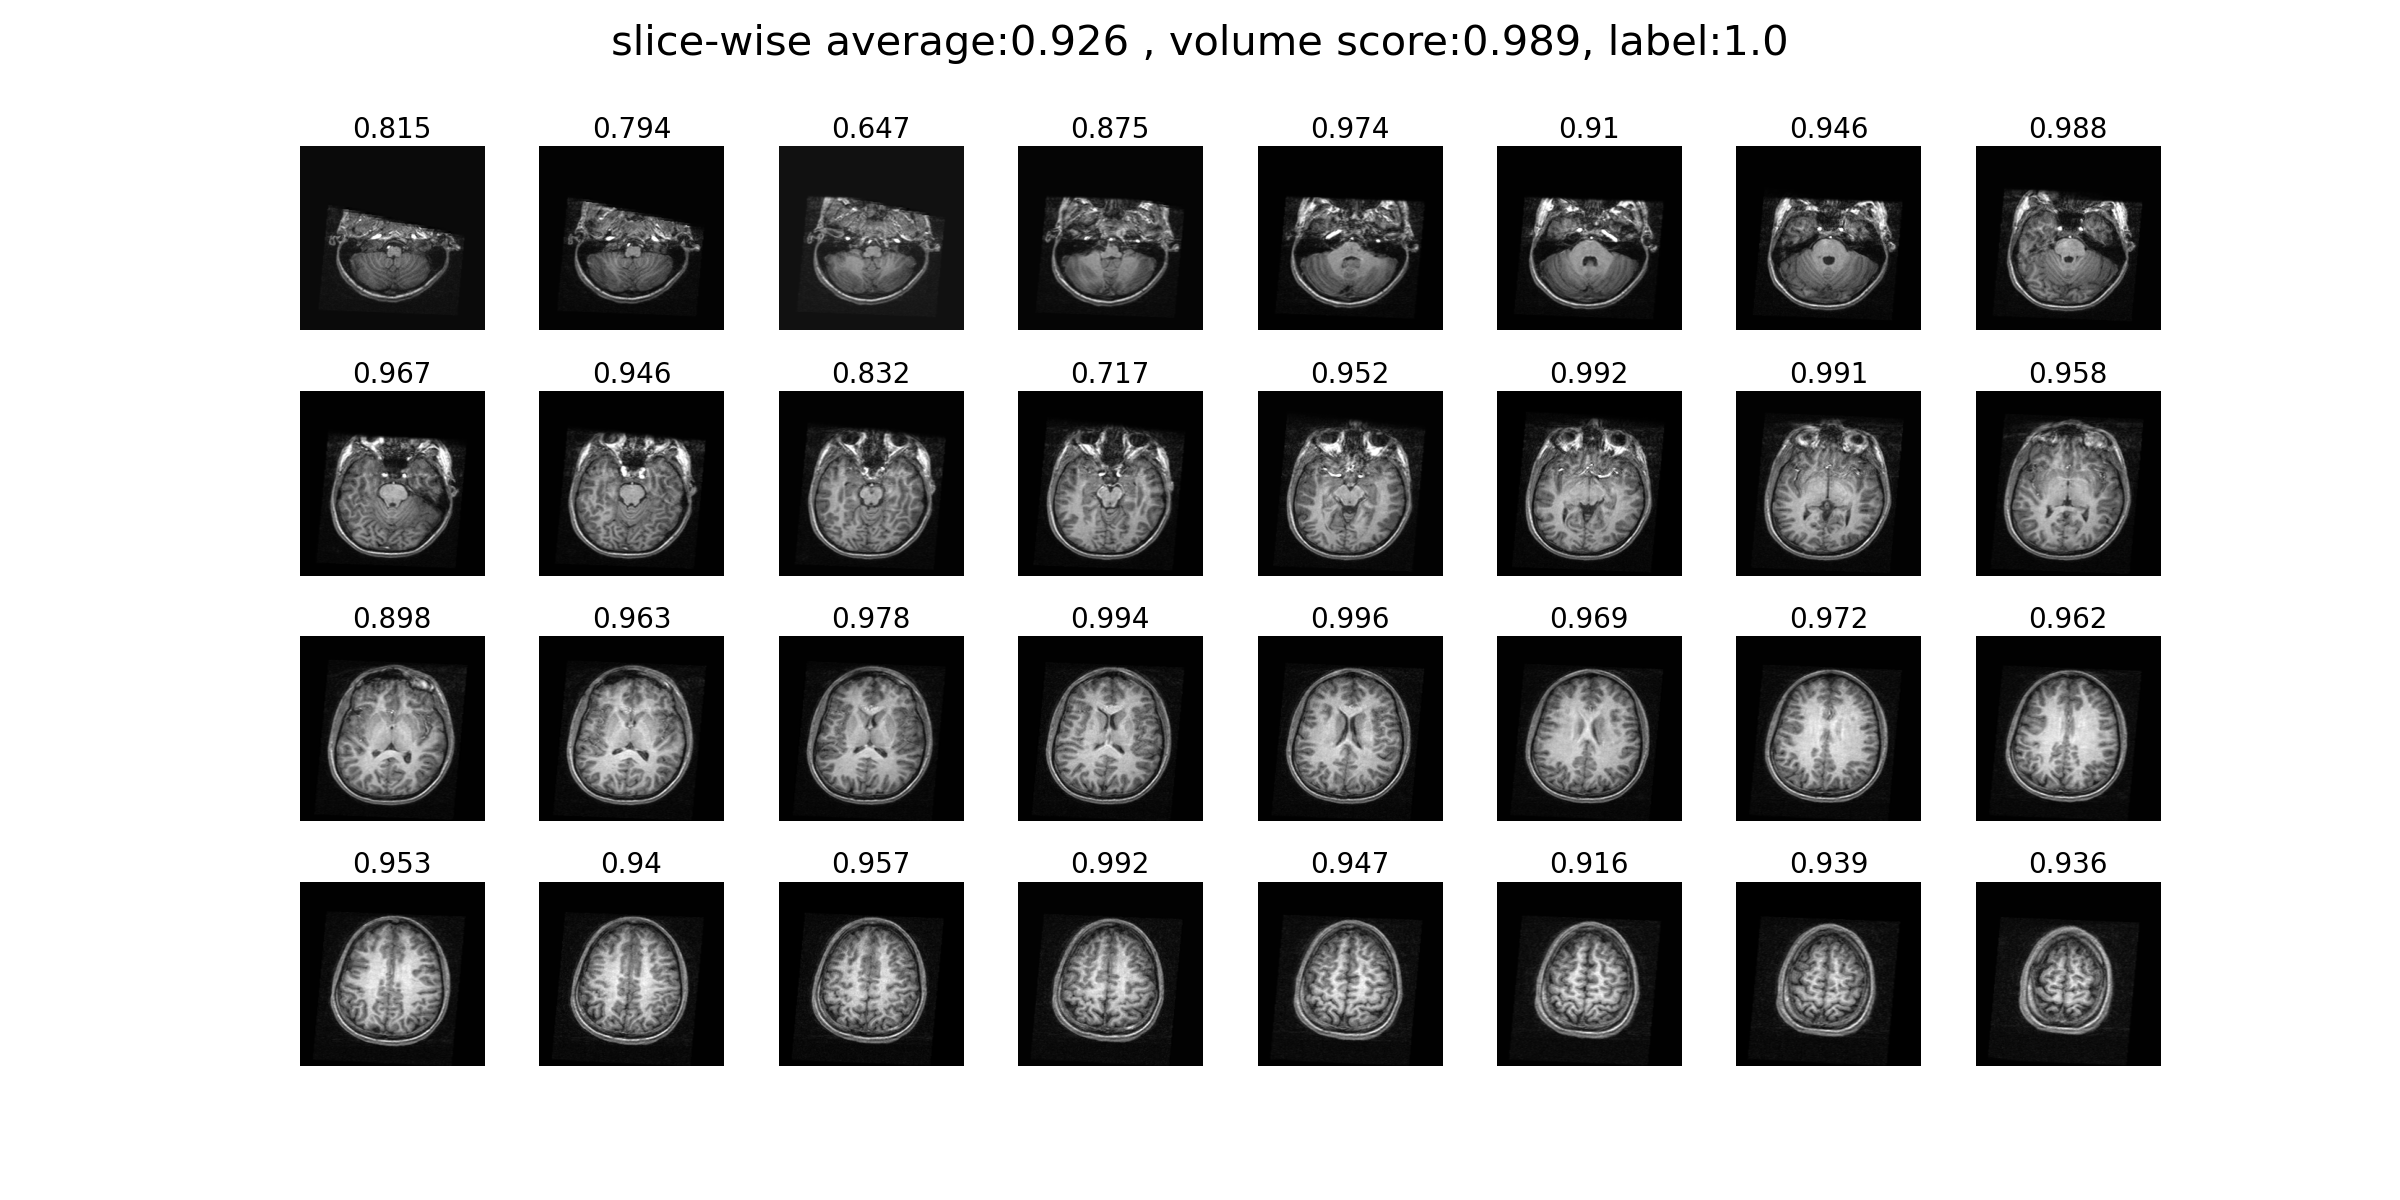 slice-wise average:0.926 , volume score:0.989, label:1.0
0.815 0.794 0.647 0.875 0.974 0.91 0.946 0.988
0.967 0.946 0.832 0.717 0.952 0.992 0.991 0.958
0.898 0.963 0.978 0.994 0.996 0.969 0.972 0.962
0.953 0.94 0.957 0.992 0.947 0.916 0.939 0.936